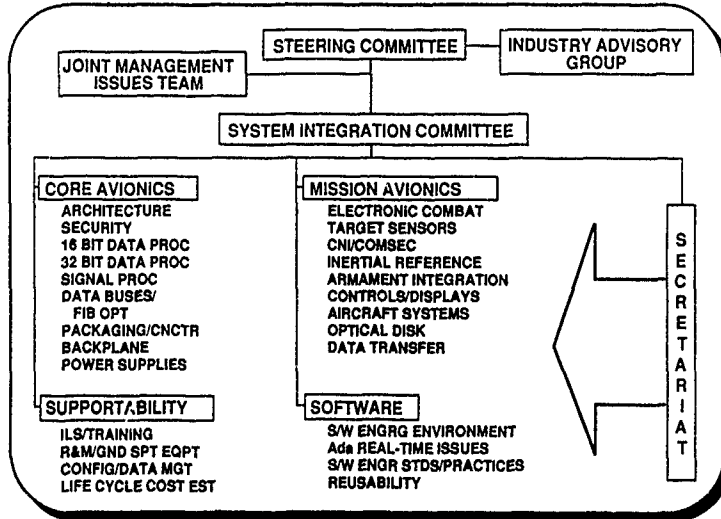 STEERING COMMITTEE
INDUSTRY ADVISORY
GROUP
JOINT MANAGEMENT
ISSUES TEAM
SYSTEM INTEGRATION COMMITTEE
CORE AVIONICS
ARCHITECTURE
SECURITY
16 BIT DATA PROC
32 BIT DATA PROC
SIGNAL PROC
DATA BUSES/
FIB OPT
PACKAGING/CNCTR
BACKPLANE
POWER SUPPLIES
MISSION AVIONICS
ELECTRONIC COMBAT
TARGET SENSORS
CNI/COMSEC
INERTIAL REFERENCE
ARMAMENT INTEGRATION
CONTROLS/DISPLAYS
AIRCRAFT SYSTEMS
OPTICAL DISK
DATA TRANSFER
SUPPORTABILITY
ILS/TRAINING
R&M/GND SPT EQPT
CONFIG/DATA MGT
LIFE CYCLE COST EST
SOFTWARE
S/W ENGRG ENVIRONMENT
Ada REAL-TIME ISSUES
S/W ENGR STDS/PRACTICES
REUSABILITY
SECRETARIAT